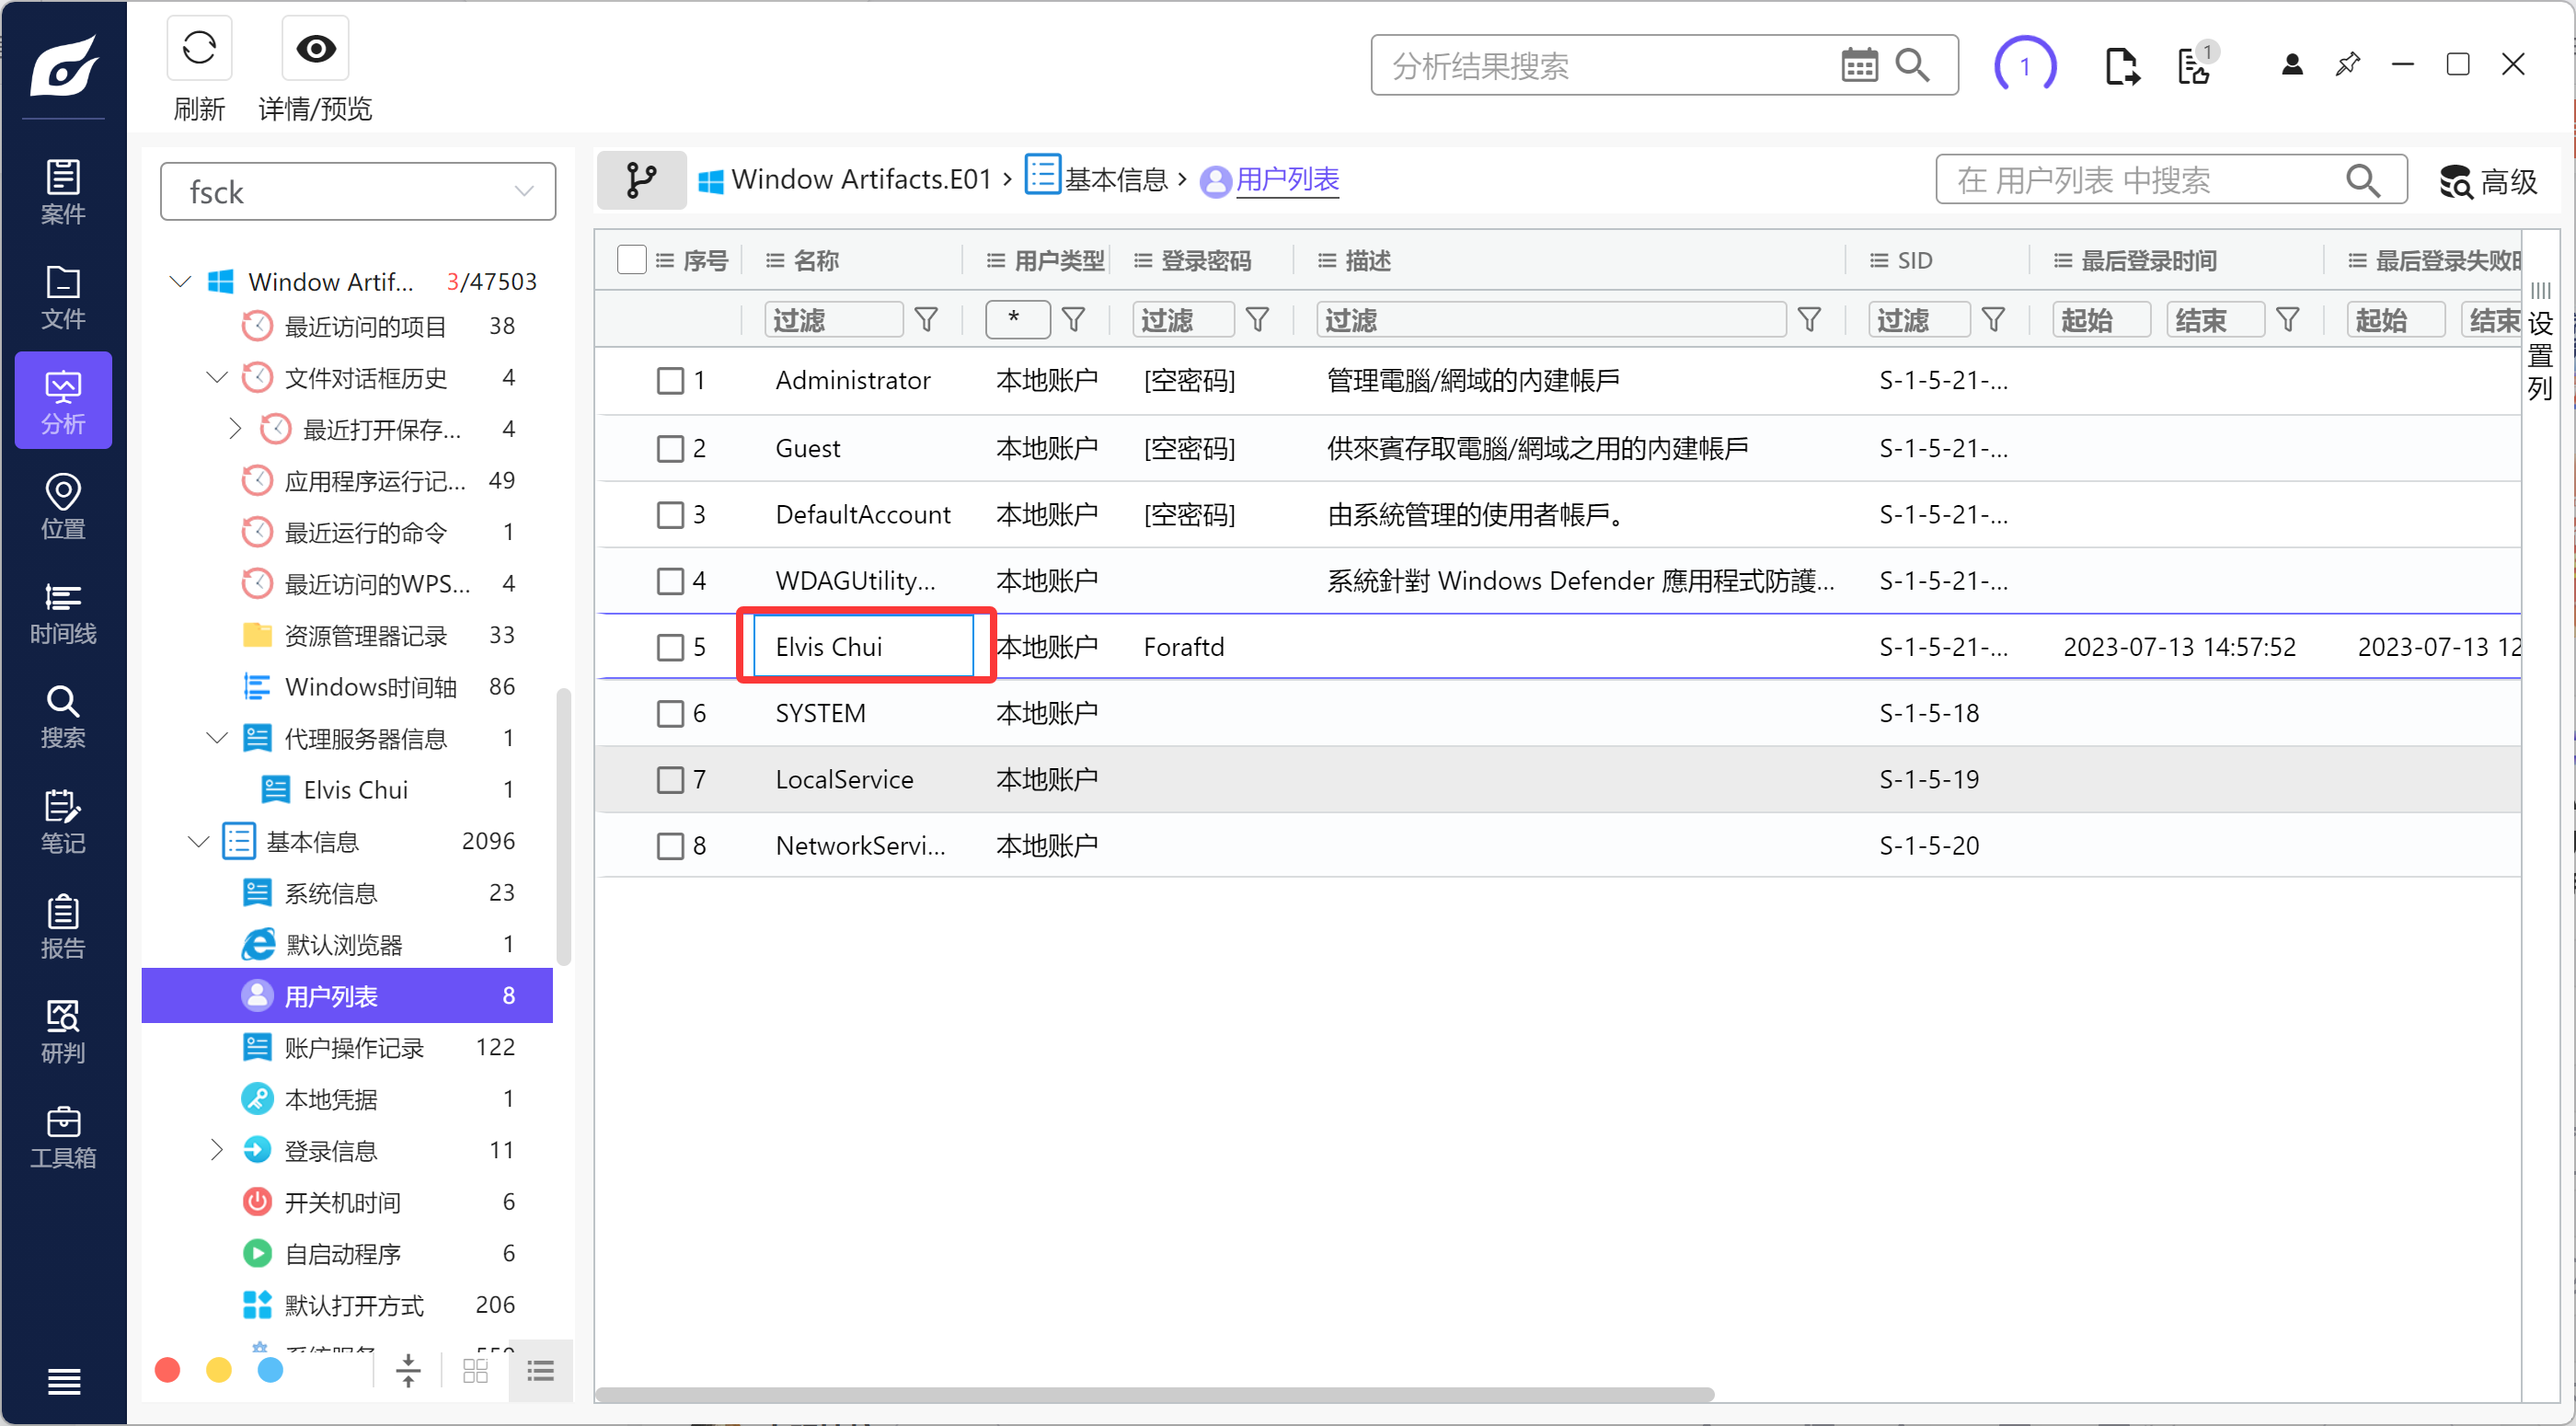 刷新
详情/预览
分析结果搜索
1
1
案件
文件
分析
位置
时间线
搜索
笔记
报告
研判
工具箱
fsck
Window Artif... 3/47503
最近访问的项目 38
文件对话框历史 4
最近打开保存... 4
应用程序运行记... 49
最近运行的命令 1
最近访问的WPS... 4
资源管理器记录 33
Windows时间轴 86
代理服务器信息 1
Elvis Chui 1
基本信息 2096
系统信息 23
默认浏览器 1
用户列表 8
账户操作记录 122
本地凭据 1
登录信息 11
开关机时间 6
自启动程序 6
默认打开方式 206
Window Artifacts.E01 › 基本信息 › 用户列表
在 用户列表 中搜索
高级
序号 名称 用户类型 登录密码 描述 SID 最后登录时间 最后登录失败时
过滤 * 过滤 过滤 过滤 起始 结束 起始 结束
1 Administrator 本地账户 [空密码] 管理電腦/網域的內建帳戶 S-1-5-21-...
2 Guest 本地账户 [空密码] 供來賓存取電腦/網域之用的內建帳戶 S-1-5-21-...
3 DefaultAccount 本地账户 [空密码] 由系統管理的使用者帳戶。 S-1-5-21-...
4 WDAGUtility... 本地账户 系統針對 Windows Defender 應用程式防護... S-1-5-21-...
5 Elvis Chui 本地账户 Foraftd S-1-5-21-... 2023-07-13 14:57:52 2023-07-13 12
6 SYSTEM 本地账户 S-1-5-18
7 LocalService 本地账户 S-1-5-19
8 NetworkServi... 本地账户 S-1-5-20
设置列